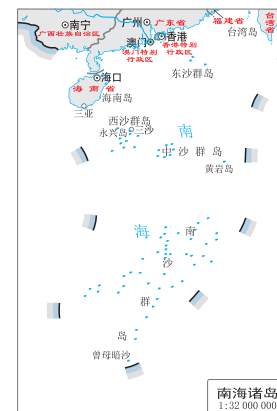 南宁
广西壮族自治区
广州
广东省
福建省
台湾省
台湾岛
澳门
香港
澳门特别
行政区
香港特别
行政区
东沙群岛
海口
海南省
海南岛
三亚
西沙群岛
永兴岛
三沙
中沙群岛
黄岩岛
南海
南沙群岛
曾母暗沙
南海诸岛
1:32 000 000